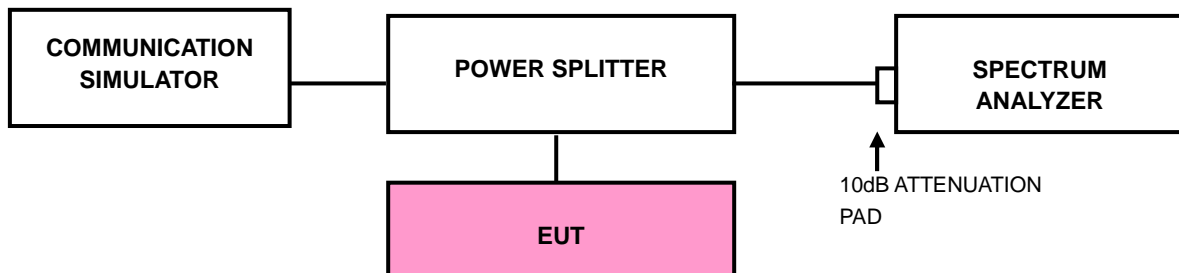 COMMUNICATION
SIMULATOR
POWER SPLITTER
SPECTRUM
ANALYZER
10dB ATTENUATION
PAD
EUT